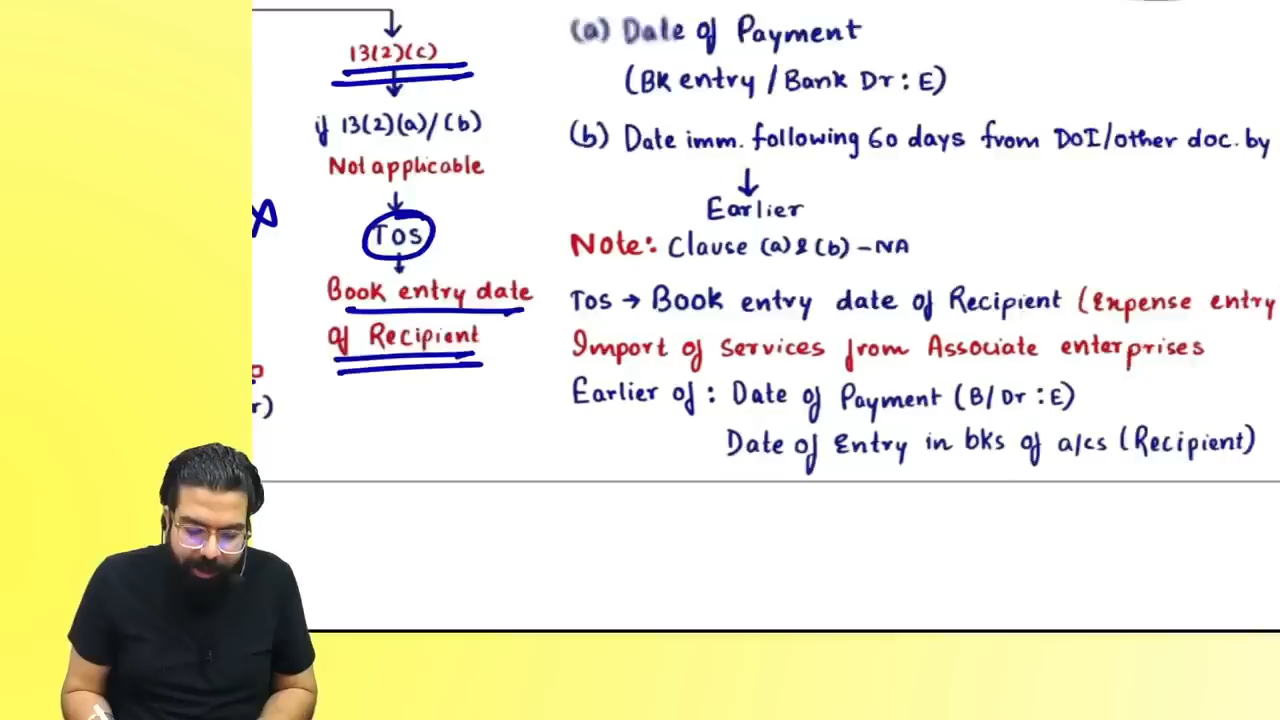 13(2)(c)
if 13(2)(a)/(b)
Not applicable
TOS
Book entry date
of Recipient
r)
(a) Date of Payment
(BK entry / Bank Dr : E)
(b) Date imm. following 60 days from DOI/other doc. by
Earlier
Note: Clause (a) & (b) – NA
TOS → Book entry date of Recipient (Expense entry
Import of services from Associate enterprises
Earlier of : Date of Payment (B/Dr : E)
Date of Entry in bks of a/cs (Recipient)